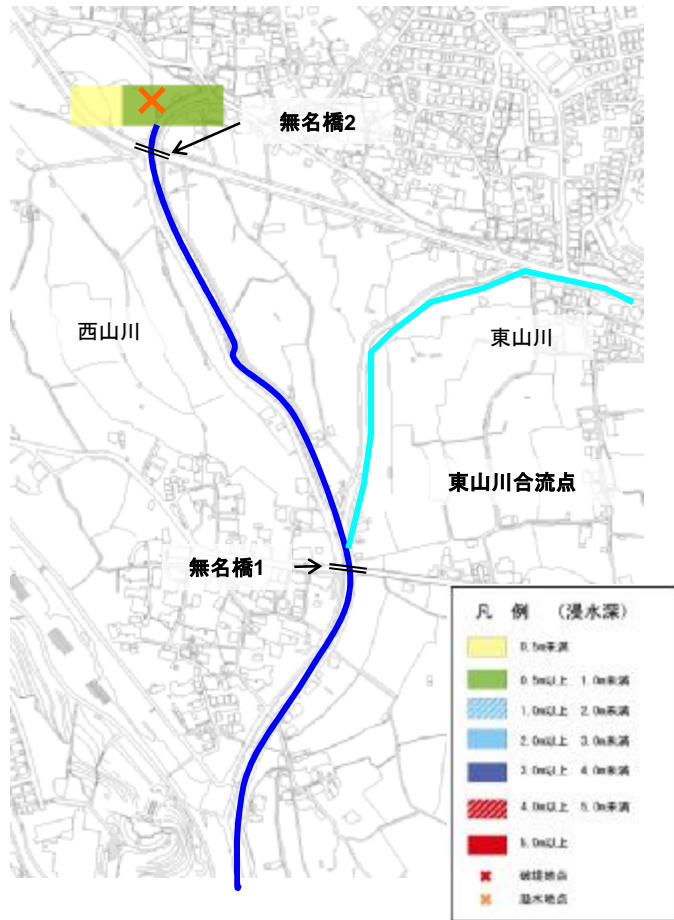 無名橋2
西山川
東山川
東山川合流点
無名橋1
凡 例 (浸水深)
0.5m未満
0.5m以上 1.0m未満
1.0m以上 2.0m未満
2.0m以上 3.0m未満
3.0m以上 4.0m未満
4.0m以上 5.0m未満
5.0m以上
破堤地点
溢水地点